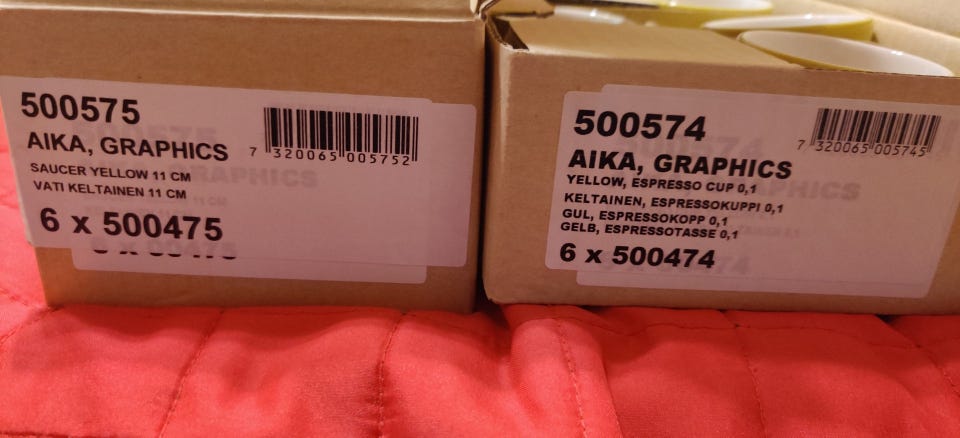 500575
AIKA, GRAPHICS
SAUCER YELLOW 11 CM
VATI KELTAINEN 11 CM
6 x 500475
7 320065 005752
500574
AIKA, GRAPHICS
YELLOW, ESPRESSO CUP 0,1
KELTAINEN, ESPRESSOKUPPI 0,1
GUL, ESPRESSOKOPP 0,1
GELB, ESPRESSOTASSE 0,1
6 x 500474
7 320065 005745